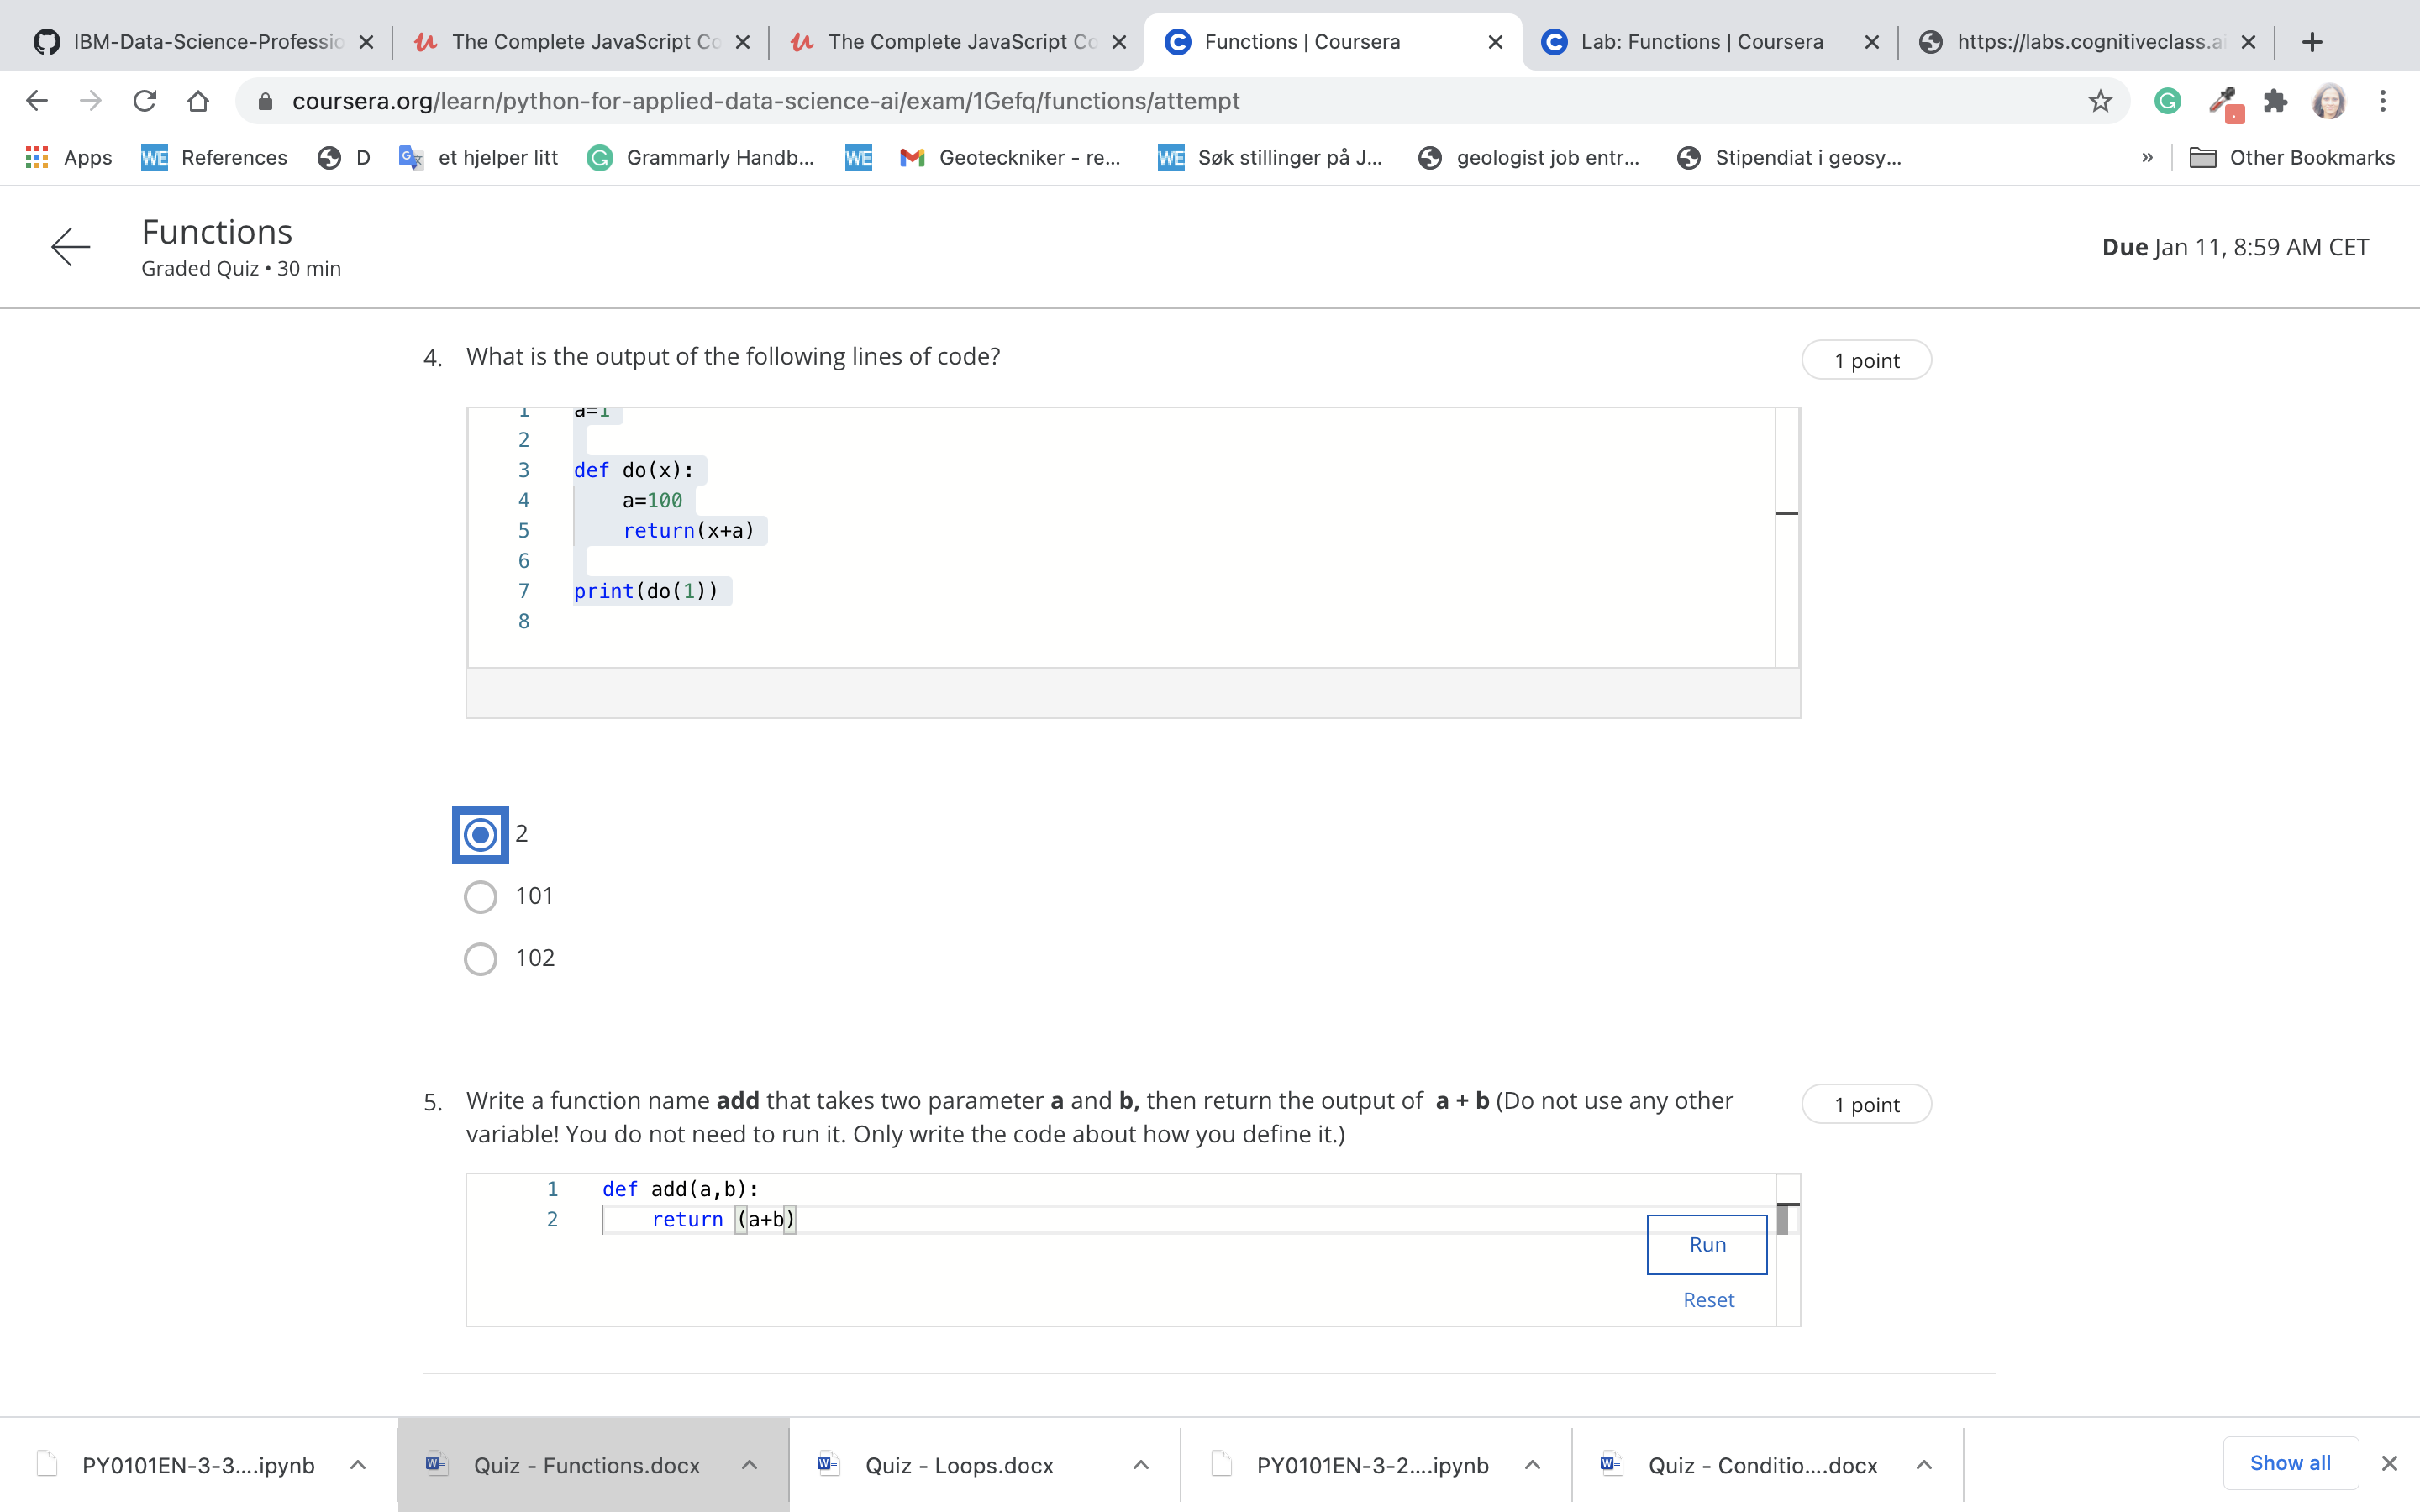 IBM-Data-Science-Professio
The Complete JavaScript Co
The Complete JavaScript Co
Functions | Coursera
Lab: Functions | Coursera
https://labs.cognitiveclass.ai
coursera.org/learn/python-for-applied-data-science-ai/exam/1Gefq/functions/attempt
Apps
WE References
D
et hjelper litt
Grammarly Handb...
WE
Geoteckniker - re...
WE Søk stillinger på J...
geologist job entr...
Stipendiat i geosy...
»
Other Bookmarks
Functions
Graded Quiz • 30 min
Due Jan 11, 8:59 AM CET
4. What is the output of the following lines of code?
1 point
1 a=1
2
3 def do(x):
4 a=100
5 return(x+a)
6
7 print(do(1))
8
2
101
102
5. Write a function name add that takes two parameter a and b, then return the output of a + b (Do not use any other
variable! You do not need to run it. Only write the code about how you define it.)
1 point
1 def add(a,b):
2 return (a+b)
Run
Reset
PY0101EN-3-3....ipynb
Quiz - Functions.docx
Quiz - Loops.docx
PY0101EN-3-2....ipynb
Quiz - Conditio....docx
Show all